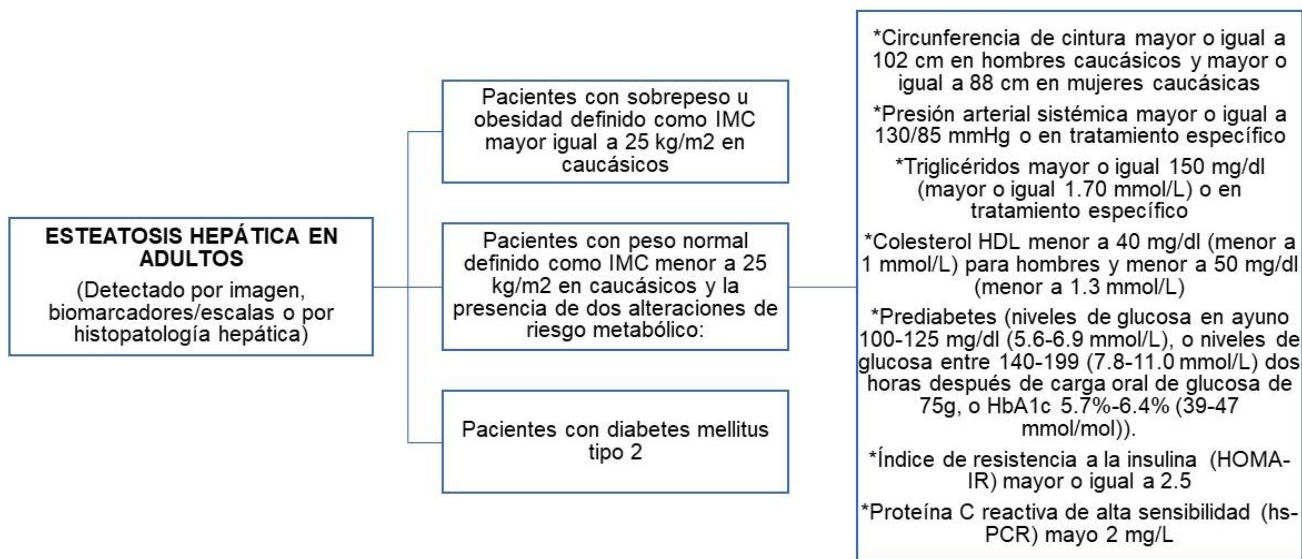 ESTEATOSIS HEPÁTICA EN
ADULTOS
(Detectado por imagen,
biomarcadores/escalas o por
histopatología hepática)
Pacientes con sobrepeso u
obesidad definido como IMC
mayor igual a 25 kg/m2 en
caucásicos
Pacientes con peso normal
definido como IMC menor a 25
kg/m2 en caucásicos y la
presencia de dos alteraciones de
riesgo metabólico:
Pacientes con diabetes mellitus
tipo 2
*Circunferencia de cintura mayor o igual a
102 cm en hombres caucásicos y mayor o
igual a 88 cm en mujeres caucásicas
*Presión arterial sistémica mayor o igual a
130/85 mmHg o en tratamiento específico
*Triglicéridos mayor o igual 150 mg/dl
(mayor o igual 1.70 mmol/L) o en
tratamiento específico
*Colesterol HDL menor a 40 mg/dl (menor a
1 mmol/L) para hombres y menor a 50 mg/dl
(menor a 1.3 mmol/L)
*Prediabetes (niveles de glucosa en ayuno
100-125 mg/dl (5.6-6.9 mmol/L), o niveles de
glucosa entre 140-199 (7.8-11.0 mmol/L) dos
horas después de carga oral de glucosa de
75g, o HbA1c 5.7%-6.4% (39-47
mmol/mol)).
*Índice de resistencia a la insulina (HOMA-
IR) mayor o igual a 2.5
*Proteína C reactiva de alta sensibilidad (hs-
PCR) mayo 2 mg/L